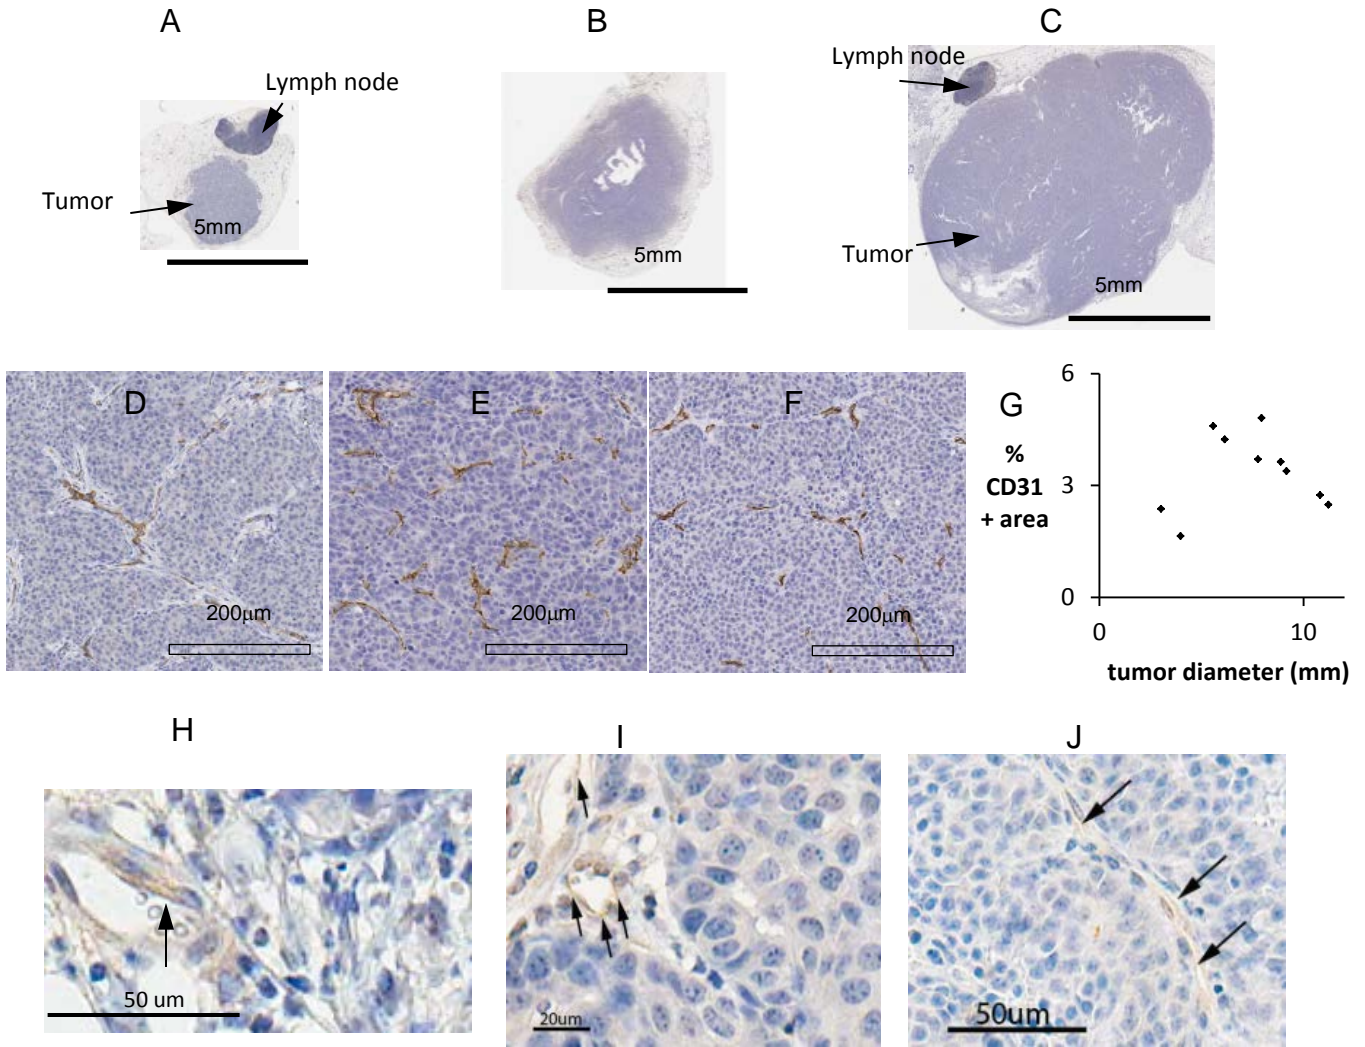 A
B
C
Lymph node
Tumor
5mm
5mm
Lymph node
Tumor
5mm
D
E
F
200μm
200μm
200μm
G
%
CD31
+ area
6
3
0
0
10
tumor diameter (mm)
H
I
J
50 um
20um
50um